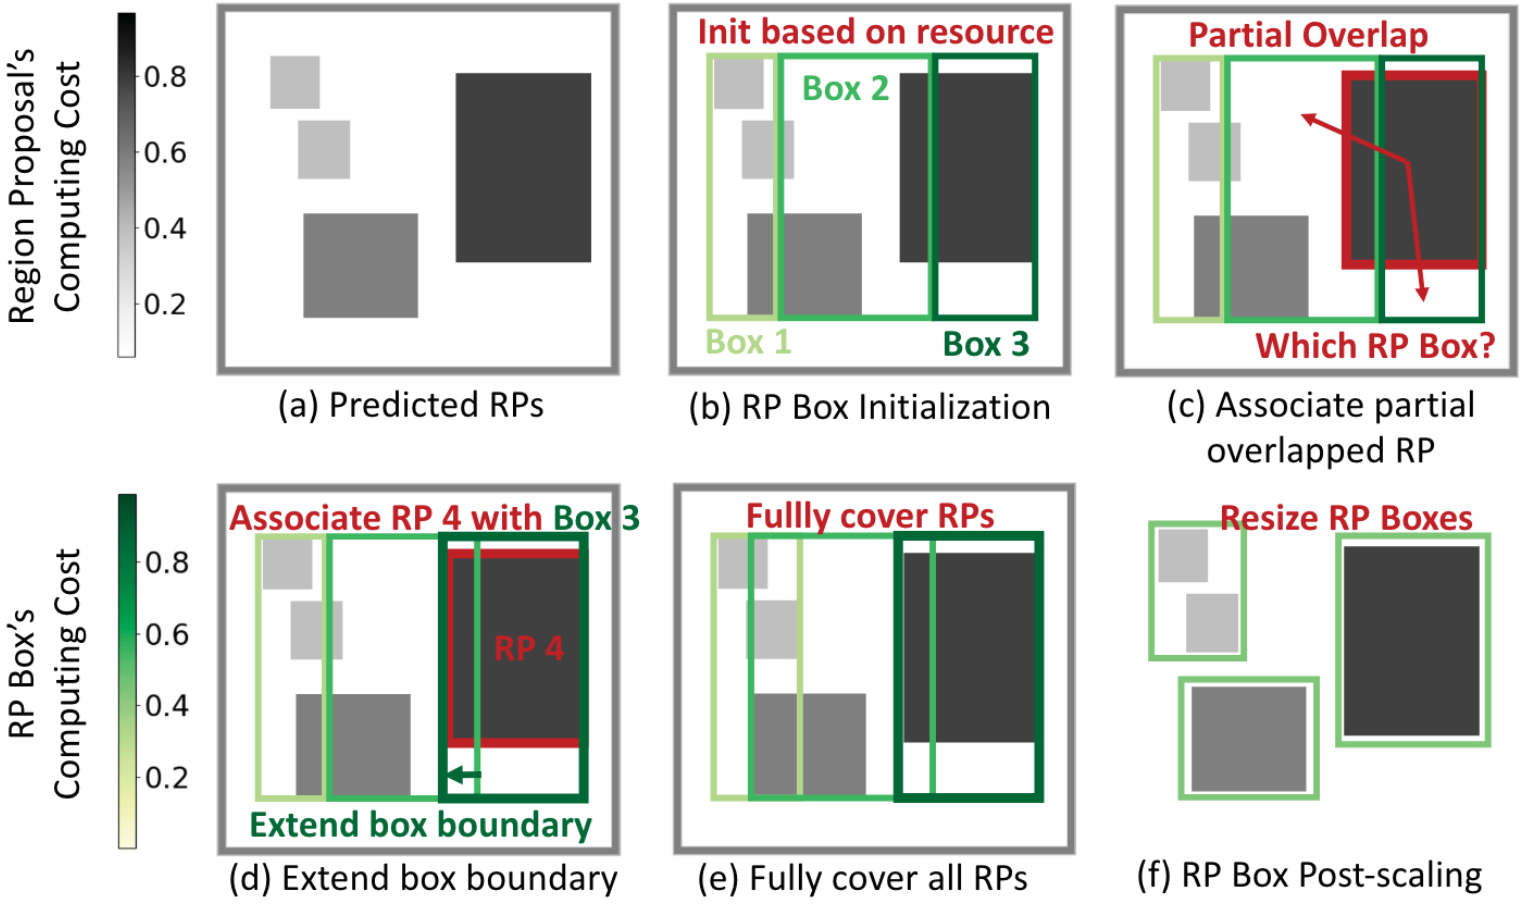 Region Proposal's
Computing Cost
0.8
0.6
0.4
0.2
(a) Predicted RPs
Init based on resource
Box 2
Box 1
Box 3
(b) RP Box Initialization
Partial Overlap
Which RP Box?
(c) Associate partial
overlapped RP
RP Box's
Computing Cost
0.8
0.6
0.4
0.2
Associate RP 4 with Box 3
RP 4
Extend box boundary
(d) Extend box boundary
Fullly cover RPs
(e) Fully cover all RPs
Resize RP Boxes
(f) RP Box Post-scaling